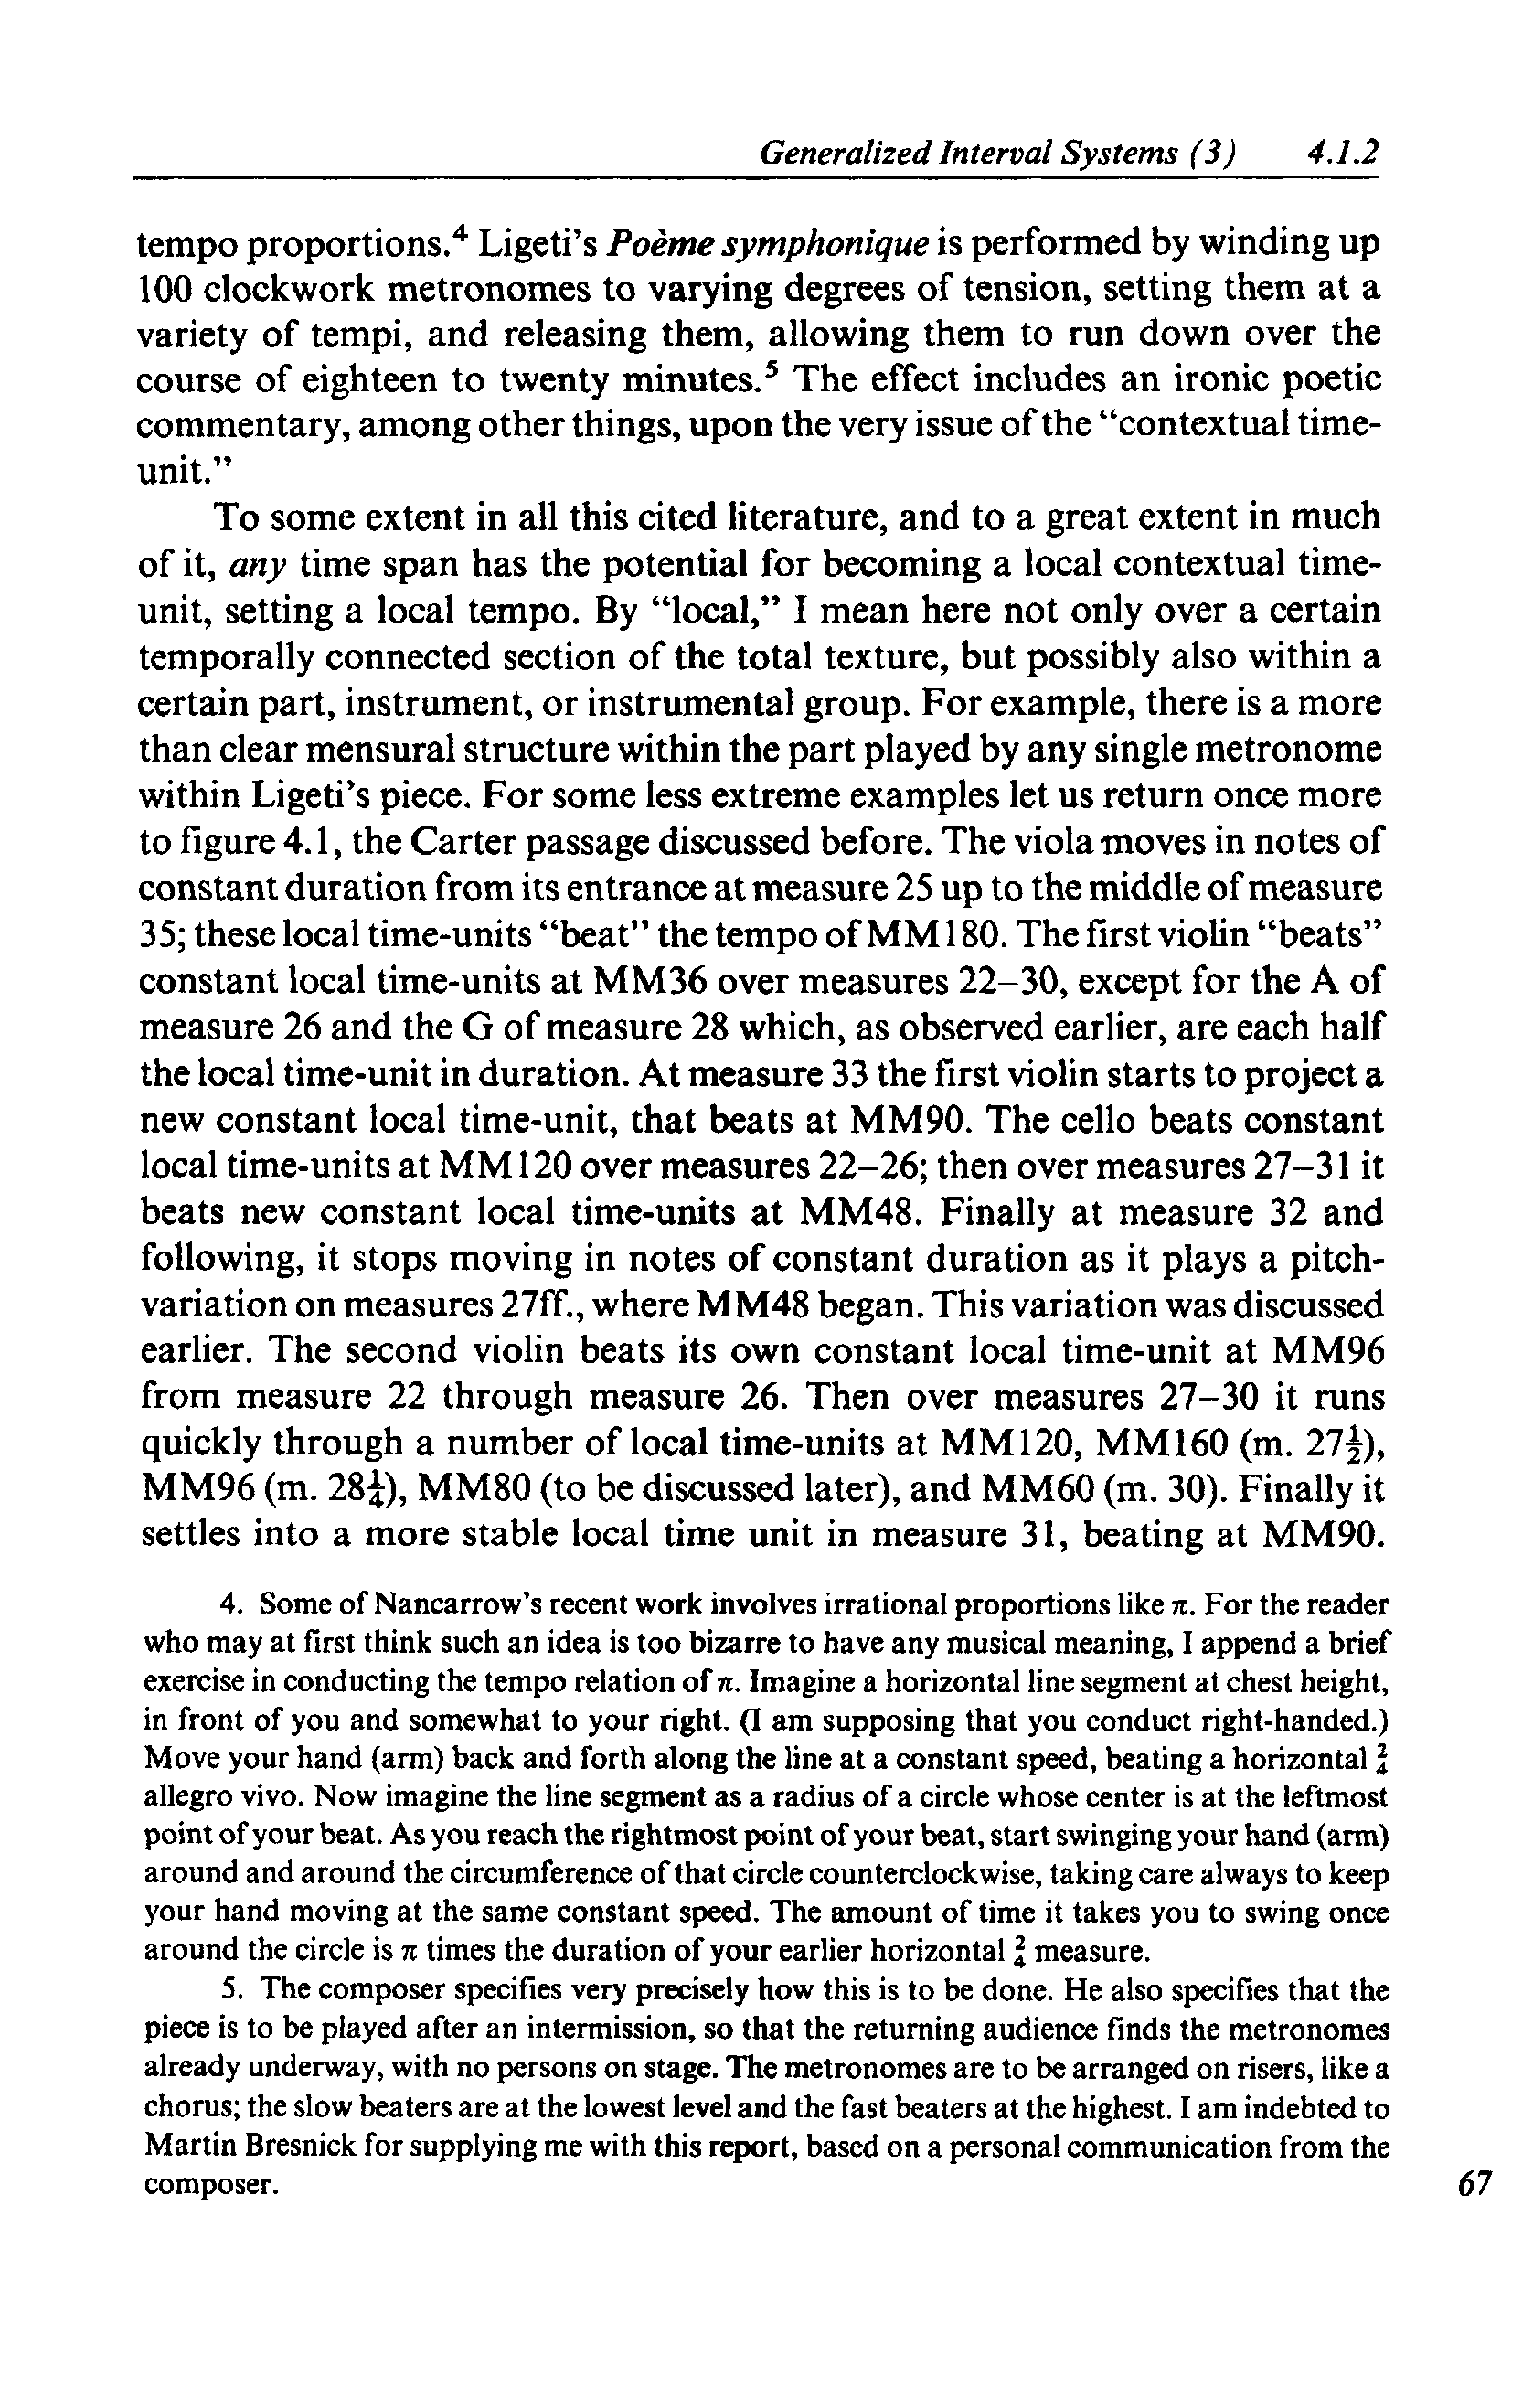 Generalized Interval Systems (3) 4.1.2
tempo proportions.⁴ Ligeti's Poème symphonique is performed by winding up
100 clockwork metronomes to varying degrees of tension, setting them at a
variety of tempi, and releasing them, allowing them to run down over the
course of eighteen to twenty minutes.⁵ The effect includes an ironic poetic
commentary, among other things, upon the very issue of the “contextual time-
unit.”
To some extent in all this cited literature, and to a great extent in much
of it, any time span has the potential for becoming a local contextual time-
unit, setting a local tempo. By “local,” I mean here not only over a certain
temporally connected section of the total texture, but possibly also within a
certain part, instrument, or instrumental group. For example, there is a more
than clear mensural structure within the part played by any single metronome
within Ligeti's piece. For some less extreme examples let us return once more
to figure 4.1, the Carter passage discussed before. The viola moves in notes of
constant duration from its entrance at measure 25 up to the middle of measure
35; these local time-units “beat” the tempo of MM180. The first violin “beats”
constant local time-units at MM36 over measures 22–30, except for the A of
measure 26 and the G of measure 28 which, as observed earlier, are each half
the local time-unit in duration. At measure 33 the first violin starts to project a
new constant local time-unit, that beats at MM90. The cello beats constant
local time-units at MM120 over measures 22–26; then over measures 27–31 it
beats new constant local time-units at MM48. Finally at measure 32 and
following, it stops moving in notes of constant duration as it plays a pitch-
variation on measures 27ff., where MM48 began. This variation was discussed
earlier. The second violin beats its own constant local time-unit at MM96
from measure 22 through measure 26. Then over measures 27–30 it runs
quickly through a number of local time-units at MM120, MM160 (m. 27½),
MM96 (m. 28½), MM80 (to be discussed later), and MM60 (m. 30). Finally it
settles into a more stable local time unit in measure 31, beating at MM90.
4. Some of Nancarrow's recent work involves irrational proportions like π. For the reader
who may at first think such an idea is too bizarre to have any musical meaning, I append a brief
exercise in conducting the tempo relation of π. Imagine a horizontal line segment at chest height,
in front of you and somewhat to your right. (I am supposing that you conduct right-handed.)
Move your hand (arm) back and forth along the line at a constant speed, beating a horizontal 2/4
allegro vivo. Now imagine the line segment as a radius of a circle whose center is at the leftmost
point of your beat. As you reach the rightmost point of your beat, start swinging your hand (arm)
around and around the circumference of that circle counterclockwise, taking care always to keep
your hand moving at the same constant speed. The amount of time it takes you to swing once
around the circle is π times the duration of your earlier horizontal 2/4 measure.
5. The composer specifies very precisely how this is to be done. He also specifies that the
piece is to be played after an intermission, so that the returning audience finds the metronomes
already underway, with no persons on stage. The metronomes are to be arranged on risers, like a
chorus; the slow beaters are at the lowest level and the fast beaters at the highest. I am indebted to
Martin Bresnick for supplying me with this report, based on a personal communication from the
composer.
67